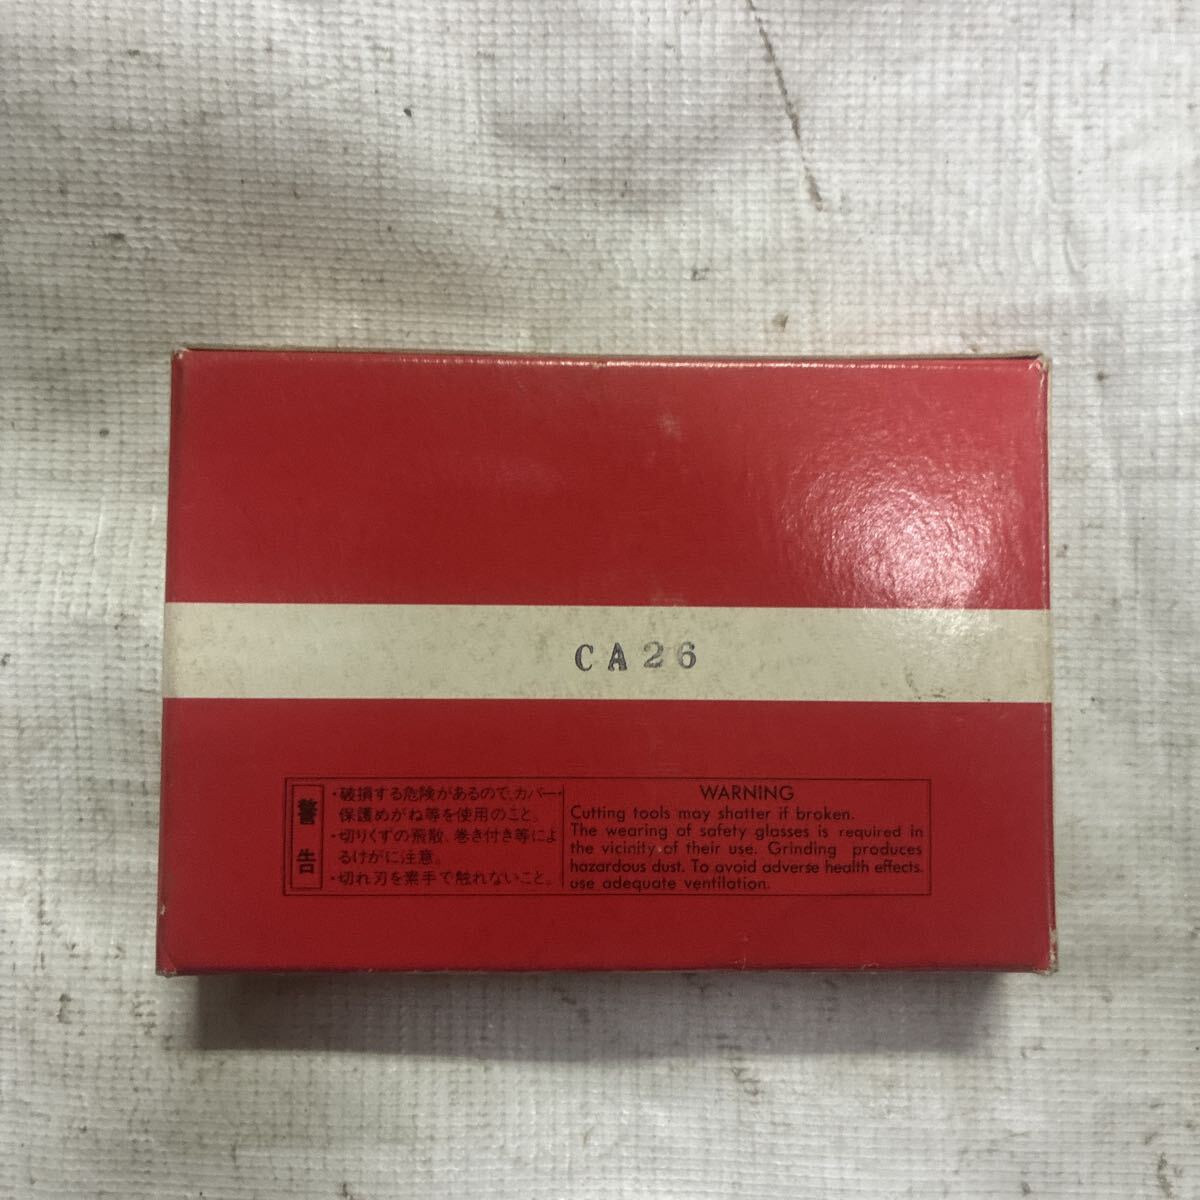 CA26
警告
・破損する危険があるので、カバー・
保護めがね等を使用のこと。
・切りくずの飛散、巻き付き等によ
るけがに注意。
・切れ刃を素手で触れないこと。
WARNING
Cutting tools may shatter if broken.
The wearing of safety glasses is required in
the vicinity of their use. Grinding produces
hazardous dust. To avoid adverse health effects.
use adequate ventilation.